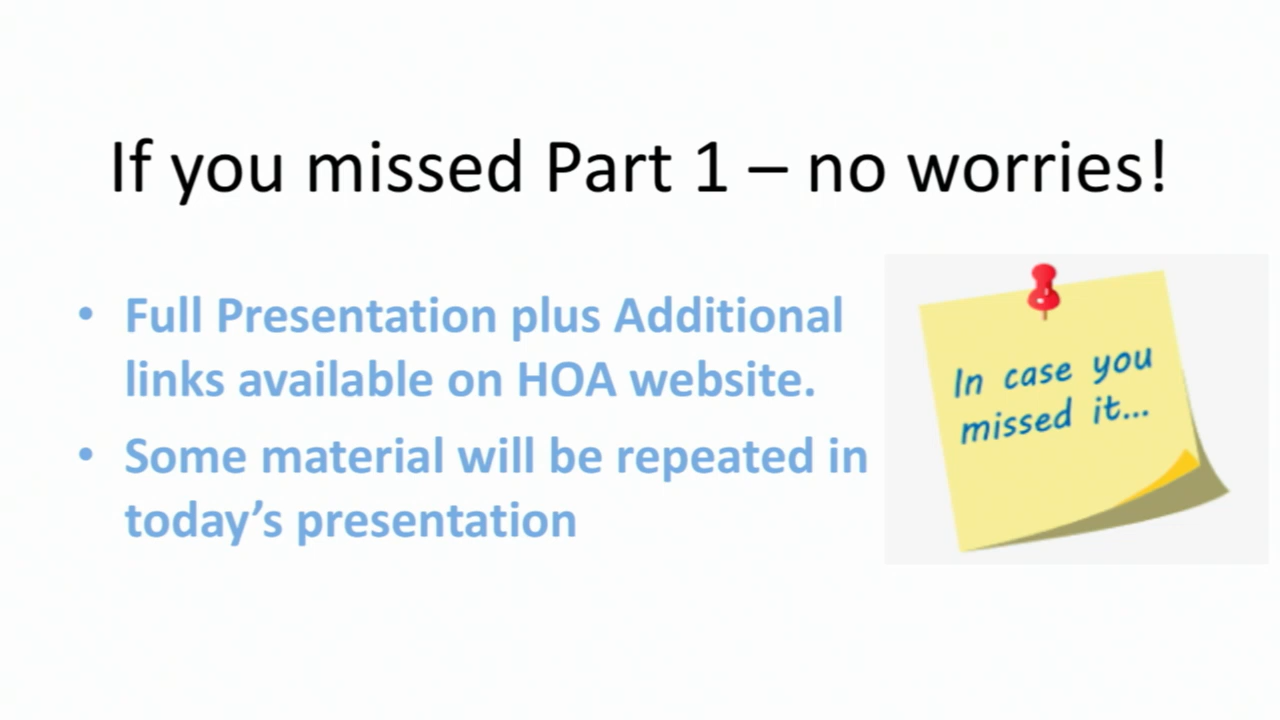 If you missed Part 1 – no worries!
• Full Presentation plus Additional
links available on HOA website.
• Some material will be repeated in
today’s presentation
In case you
missed it...